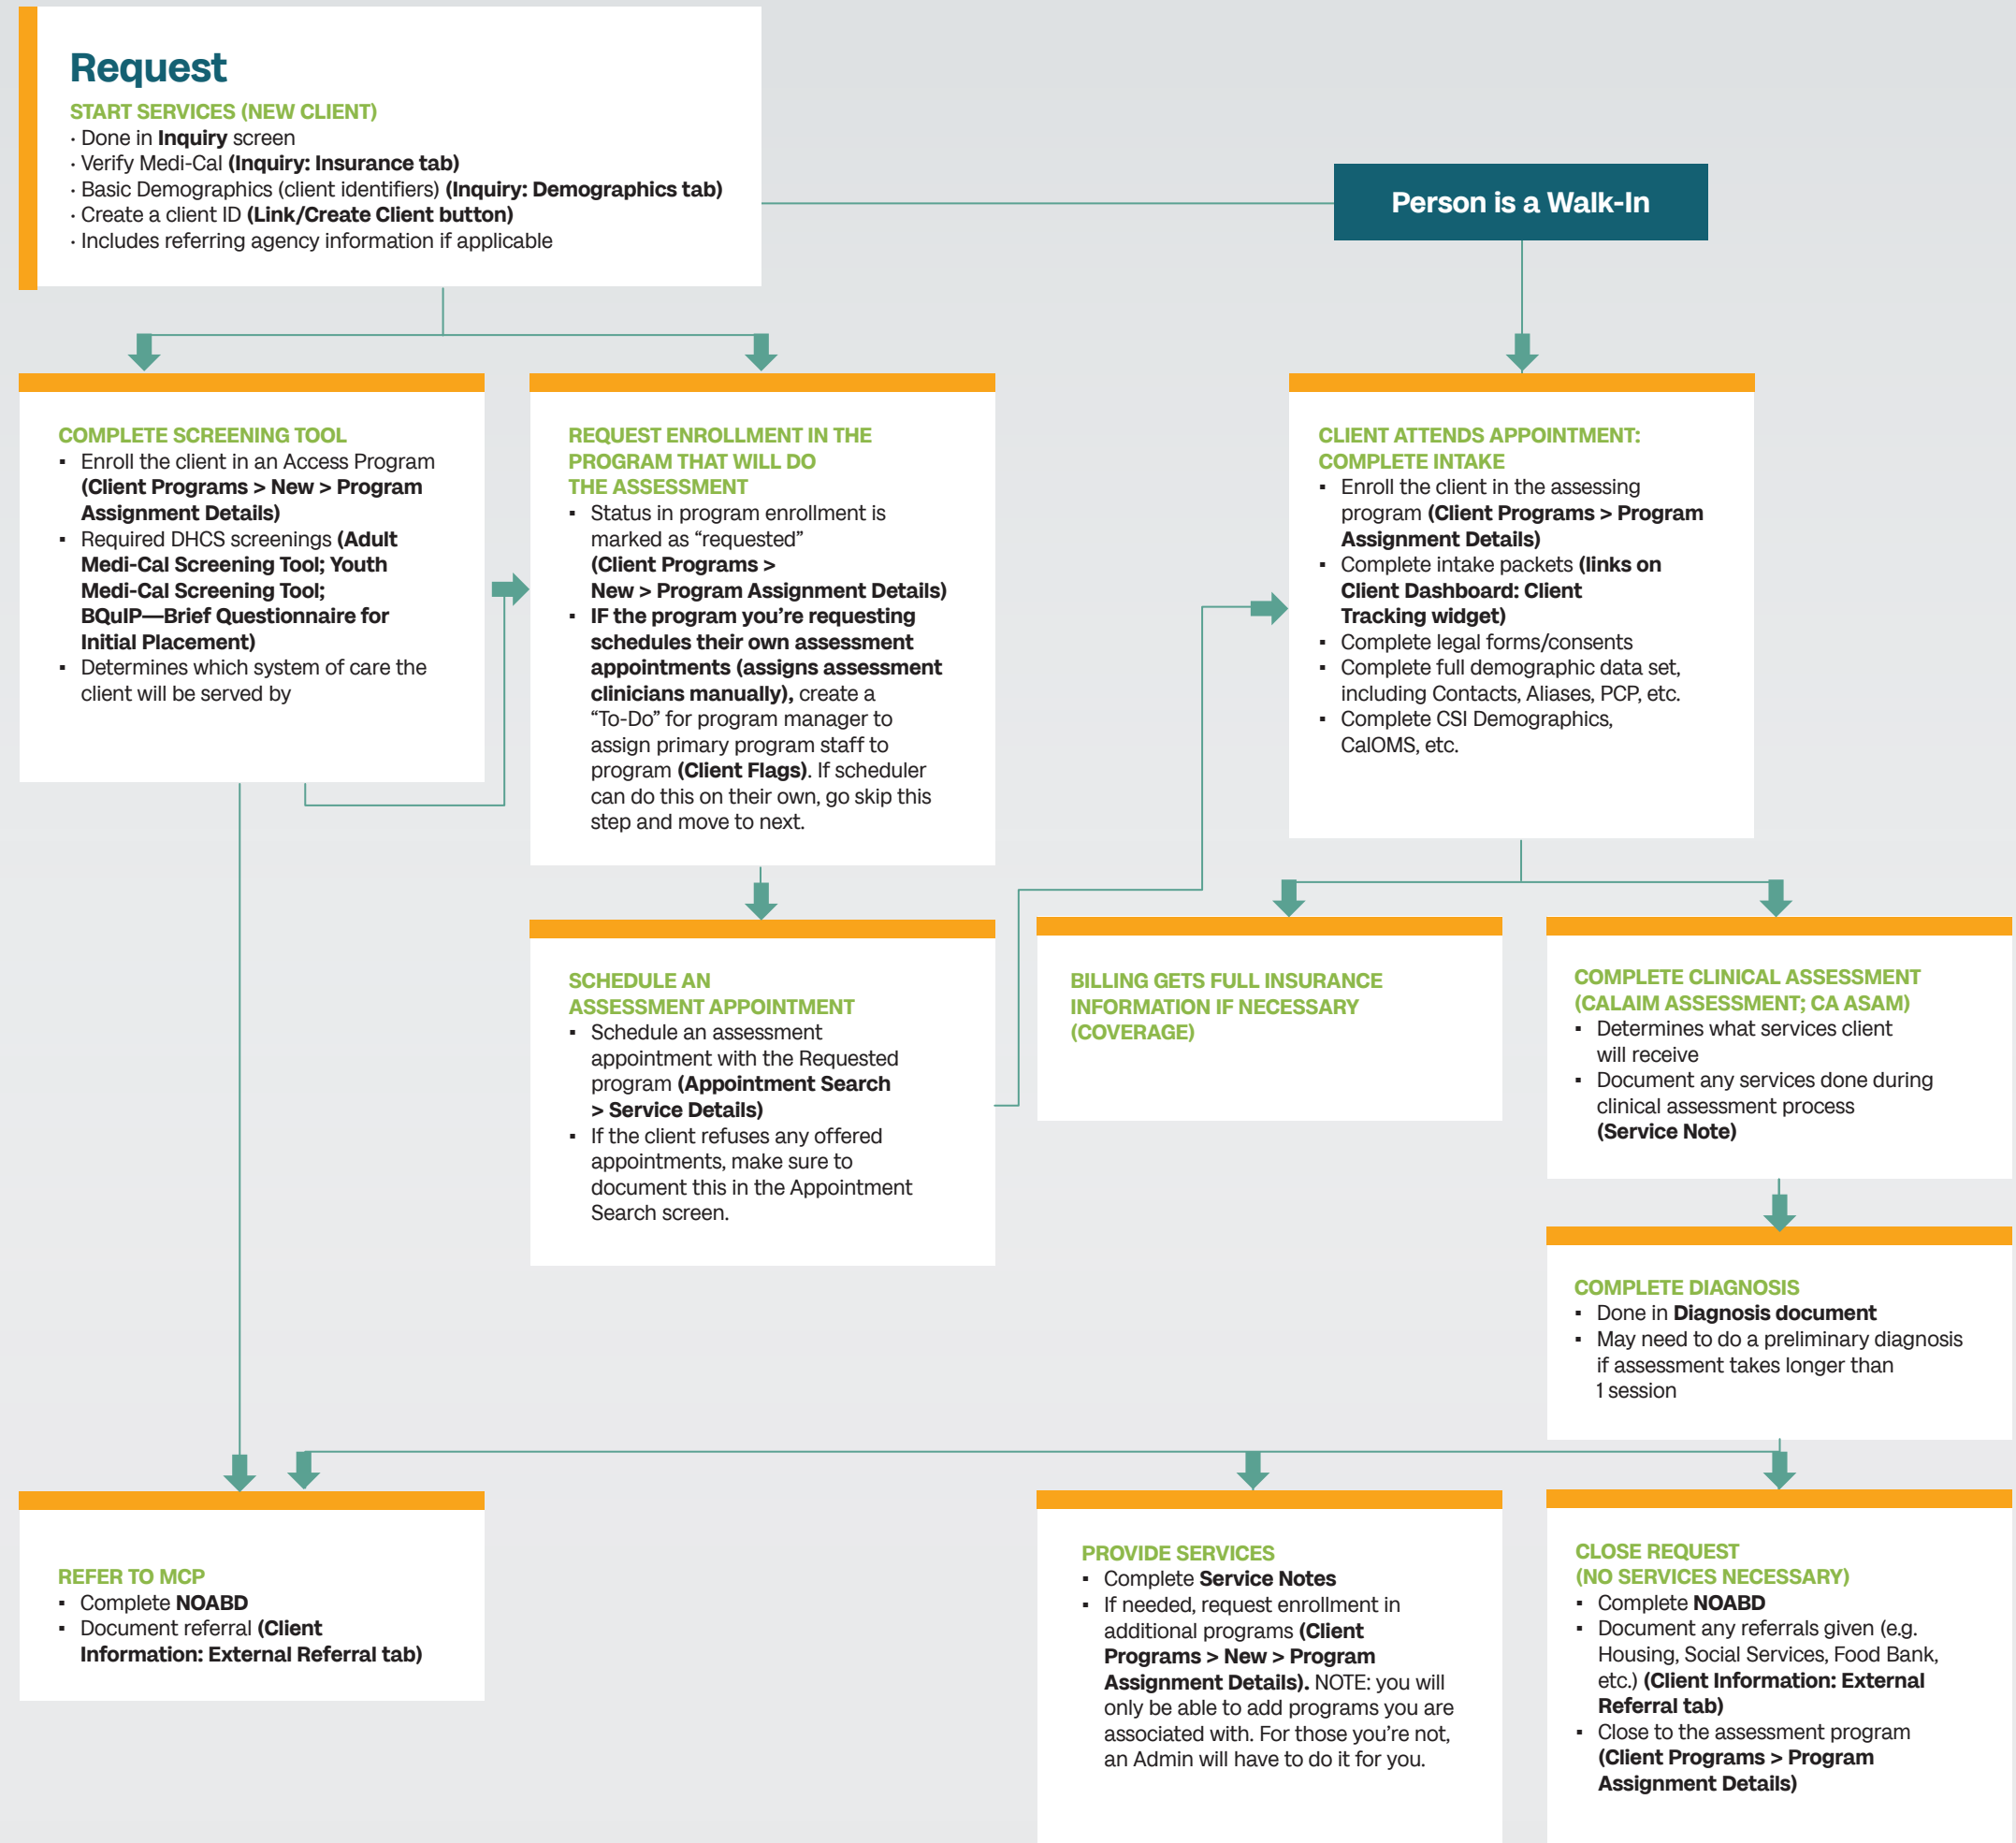 Request
START SERVICES (NEW CLIENT)
· Done in Inquiry screen
· Verify Medi-Cal (Inquiry: Insurance tab)
· Basic Demographics (client identifiers) (Inquiry: Demographics tab)
· Create a client ID (Link/Create Client button)
· Includes referring agency information if applicable
Person is a Walk-In
COMPLETE SCREENING TOOL
▪ Enroll the client in an Access Program
(Client Programs > New > Program
Assignment Details)
▪ Required DHCS screenings (Adult
Medi-Cal Screening Tool; Youth
Medi-Cal Screening Tool;
BQuIP—Brief Questionnaire for
Initial Placement)
▪ Determines which system of care the
client will be served by
REQUEST ENROLLMENT IN THE
PROGRAM THAT WILL DO
THE ASSESSMENT
▪ Status in program enrollment is
marked as “requested”
(Client Programs >
New > Program Assignment Details)
▪ IF the program you’re requesting
schedules their own assessment
appointments (assigns assessment
clinicians manually), create a
“To-Do” for program manager to
assign primary program staff to
program (Client Flags). If scheduler
can do this on their own, go skip this
step and move to next.
CLIENT ATTENDS APPOINTMENT:
COMPLETE INTAKE
▪ Enroll the client in the assessing
program (Client Programs > Program
Assignment Details)
▪ Complete intake packets (links on
Client Dashboard: Client
Tracking widget)
▪ Complete legal forms/consents
▪ Complete full demographic data set,
including Contacts, Aliases, PCP, etc.
▪ Complete CSI Demographics,
CalOMS, etc.
SCHEDULE AN
ASSESSMENT APPOINTMENT
▪ Schedule an assessment
appointment with the Requested
program (Appointment Search
> Service Details)
▪ If the client refuses any offered
appointments, make sure to
document this in the Appointment
Search screen.
BILLING GETS FULL INSURANCE
INFORMATION IF NECESSARY
(COVERAGE)
COMPLETE CLINICAL ASSESSMENT
(CALAIM ASSESSMENT; CA ASAM)
▪ Determines what services client
will receive
▪ Document any services done during
clinical assessment process
(Service Note)
COMPLETE DIAGNOSIS
▪ Done in Diagnosis document
▪ May need to do a preliminary diagnosis
if assessment takes longer than
1 session
REFER TO MCP
▪ Complete NOABD
▪ Document referral (Client
Information: External Referral tab)
PROVIDE SERVICES
▪ Complete Service Notes
▪ If needed, request enrollment in
additional programs (Client
Programs > New > Program
Assignment Details). NOTE: you will
only be able to add programs you are
associated with. For those you’re not,
an Admin will have to do it for you.
CLOSE REQUEST
(NO SERVICES NECESSARY)
▪ Complete NOABD
▪ Document any referrals given (e.g.
Housing, Social Services, Food Bank,
etc.) (Client Information: External
Referral tab)
▪ Close to the assessment program
(Client Programs > Program
Assignment Details)